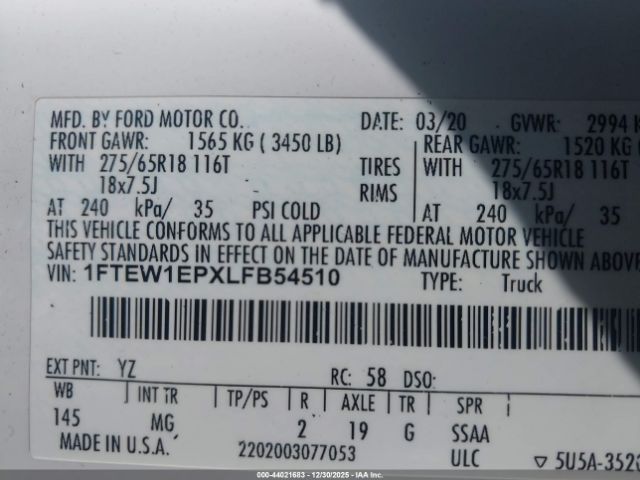 MFD. BY FORD MOTOR CO. DATE: 03/20 GVWR: 2994 K
FRONT GAWR: 1565 KG ( 3450 LB) REAR GAWR: 1520 KG
WITH 275/65R18 116T TIRES WITH 275/65R18 116T
18x7.5J RIMS 18x7.5J
AT 240 kPa/ 35 PSI COLD AT 240 kPa/ 35
THIS VEHICLE CONFORMS TO ALL APPLICABLE FEDERAL MOTOR VEHICLE
SAFETY STANDARDS IN EFFECT ON THE DATE OF MANUFACTURE SHOWN ABOVE
VIN: 1FTEW1EPXLFB54510 TYPE: Truck
EXT PNT: YZ RC: 58 DSO:
WB INT TR TP/PS R AXLE TR SPR
145 MG 2 19 G SSAA
MADE IN U.S.A. 2202003077053 ULC ▽ 5U5A-3520
000-44021683 | 12/30/2025 - IAA Inc.